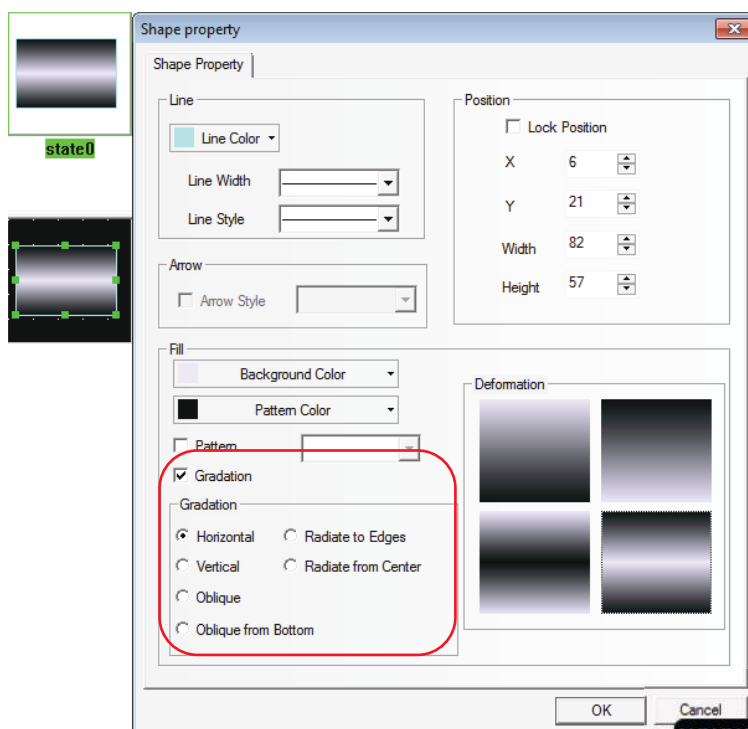 Shape property
Shape Property
state0
Line
Line Color
Line Width
Line Style
Position
Lock Position
X 6
Y 21
Width 82
Height 57
Arrow
Arrow Style
Fill
Background Color
Pattern Color
Pattern
Gradation
Gradation
Horizontal
Radiate to Edges
Vertical
Radiate from Center
Oblique
Oblique from Bottom
Deformation
OK
Cancel